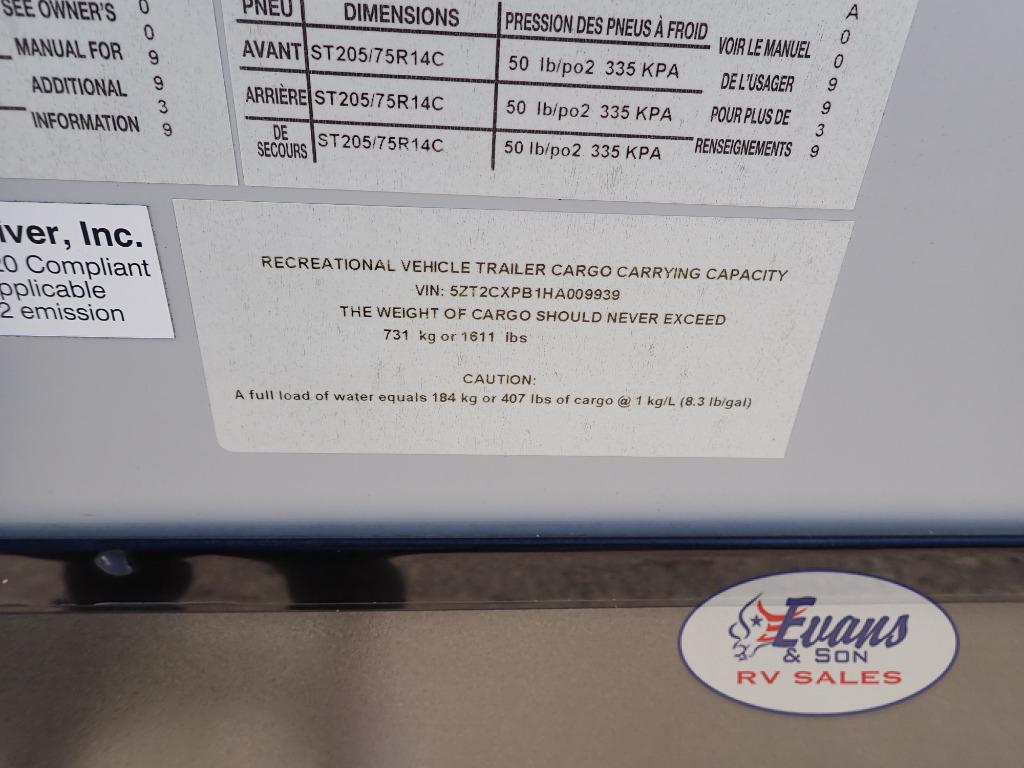 SEE OWNER'S
MANUAL FOR
ADDITIONAL
INFORMATION
0
0
9
9
3
9
PNEU DIMENSIONS PRESSION DES PNEUS À FROID
AVANT ST205/75R14C 50 lb/po2 335 KPA
ARRIÈRE ST205/75R14C 50 lb/po2 335 KPA
DE
SECOURS ST205/75R14C 50 lb/po2 335 KPA
VOIR LE MANUEL
DE L'USAGER
POUR PLUS DE
RENSEIGNEMENTS
A
0
0
9
9
3
9
iver, Inc.
20 Compliant
pplicable
2 emission
RECREATIONAL VEHICLE TRAILER CARGO CARRYING CAPACITY
VIN: 5ZT2CXPB1HA009939
THE WEIGHT OF CARGO SHOULD NEVER EXCEED
731 kg or 1611 lbs
CAUTION:
A full load of water equals 184 kg or 407 lbs of cargo @ 1 kg/L (8.3 lb/gal)
Evans
& SON
RV SALES